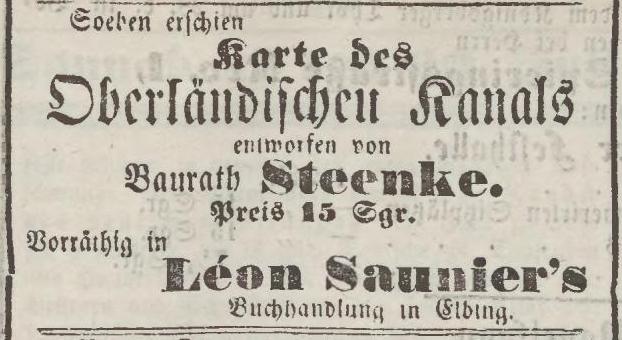 Soeben erschien
Karte des
Oberländischen Kanals
entworfen von
Baurath Steenke.
Preis 15 Sgr.
Vorräthig in
Léon Saunier's
Buchhandlung in Elbing.